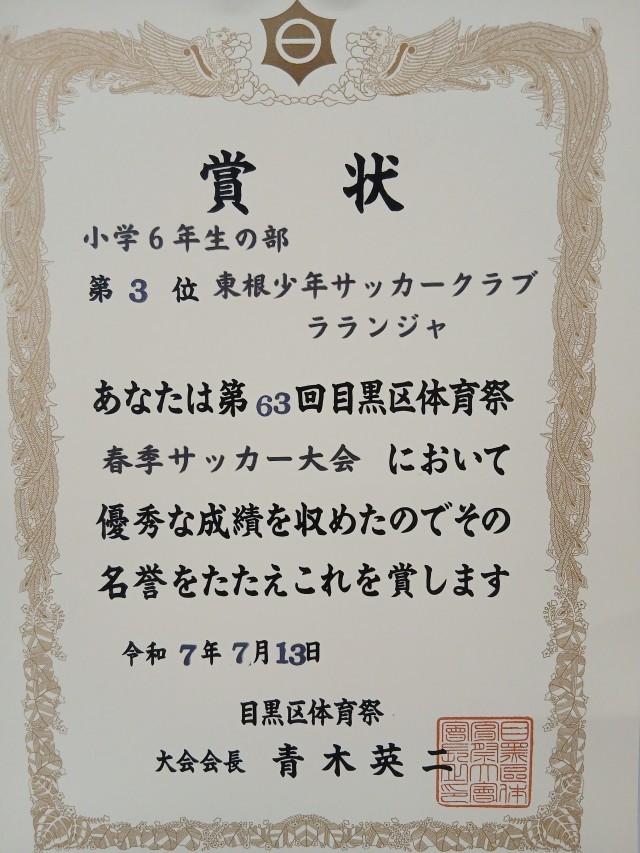 賞状
小学6年生の部
第3位 東根少年サッカークラブ
ラランジャ
あなたは第63回目黒区体育祭
春季サッカー大会 において
優秀な成績を収めたのでその
名誉をたたえこれを賞します
令和7年7月13日
目黒区体育祭
大会会長 青木英二